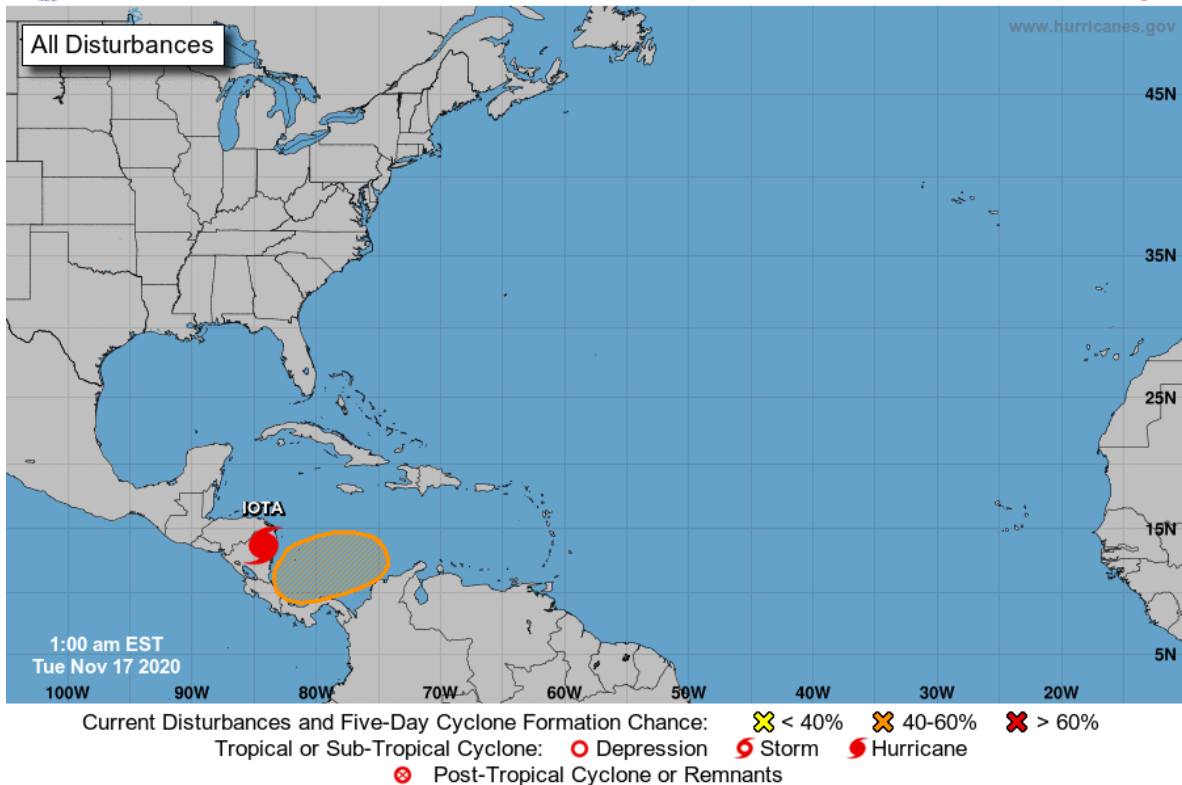 www.hurricanes.gov
All Disturbances
45N
35N
25N
IOTA
15N
1:00 am EST
Tue Nov 17 2020
5N
100W 90W 80W 70W 60W 50W 40W 30W 20W
Current Disturbances and Five-Day Cyclone Formation Chance: < 40% 40-60% > 60%
Tropical or Sub-Tropical Cyclone: Depression Storm Hurricane
Post-Tropical Cyclone or Remnants